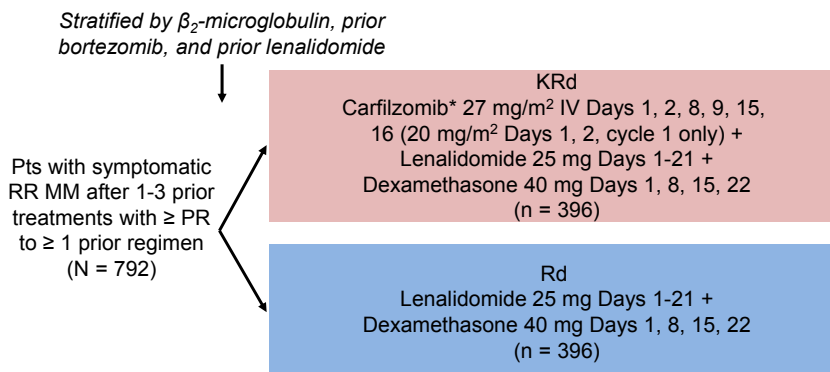 Stratified by β₂-microglobulin, prior
bortezomib, and prior lenalidomide
Pts with symptomatic
RR MM after 1-3 prior
treatments with ≥ PR
to ≥ 1 prior regimen
(N = 792)
KRd
Carfilzomib* 27 mg/m² IV Days 1, 2, 8, 9, 15,
16 (20 mg/m² Days 1, 2, cycle 1 only) +
Lenalidomide 25 mg Days 1-21 +
Dexamethasone 40 mg Days 1, 8, 15, 22
(n = 396)
Rd
Lenalidomide 25 mg Days 1-21 +
Dexamethasone 40 mg Days 1, 8, 15, 22
(n = 396)